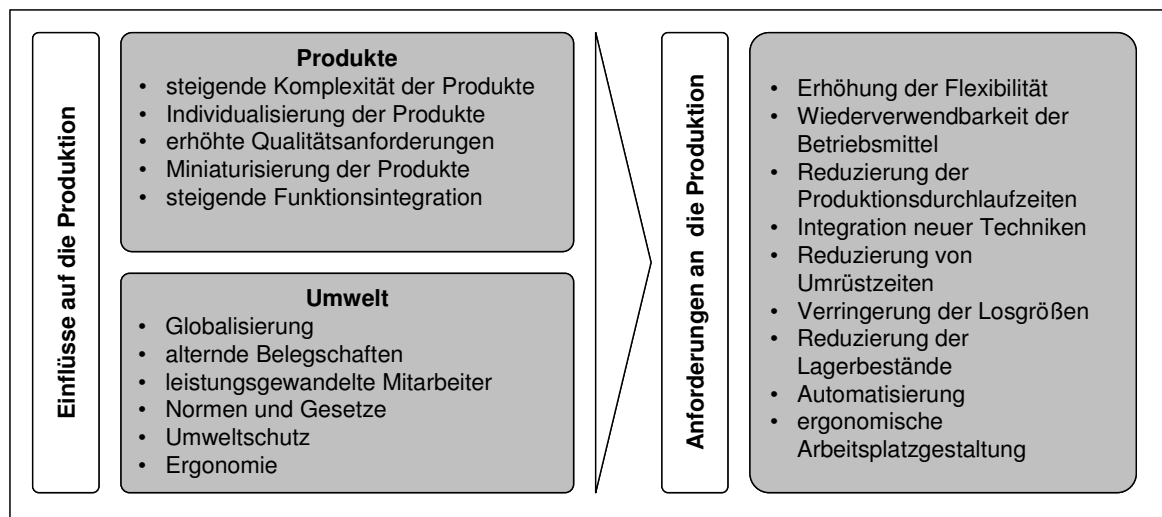 Einflüsse auf die Produktion
Produkte
• steigende Komplexität der Produkte
• Individualisierung der Produkte
• erhöhte Qualitätsanforderungen
• Miniaturisierung der Produkte
• steigende Funktionsintegration
Umwelt
• Globalisierung
• alternde Belegschaften
• leistungsgewandelte Mitarbeiter
• Normen und Gesetze
• Umweltschutz
• Ergonomie
Anforderungen an die Produktion
• Erhöhung der Flexibilität
• Wiederverwendbarkeit der
Betriebsmittel
• Reduzierung der
Produktionsdurchlaufzeiten
• Integration neuer Techniken
• Reduzierung von
Umrüstzeiten
• Verringerung der Losgrößen
• Reduzierung der
Lagerbestände
• Automatisierung
• ergonomische
Arbeitsplatzgestaltung